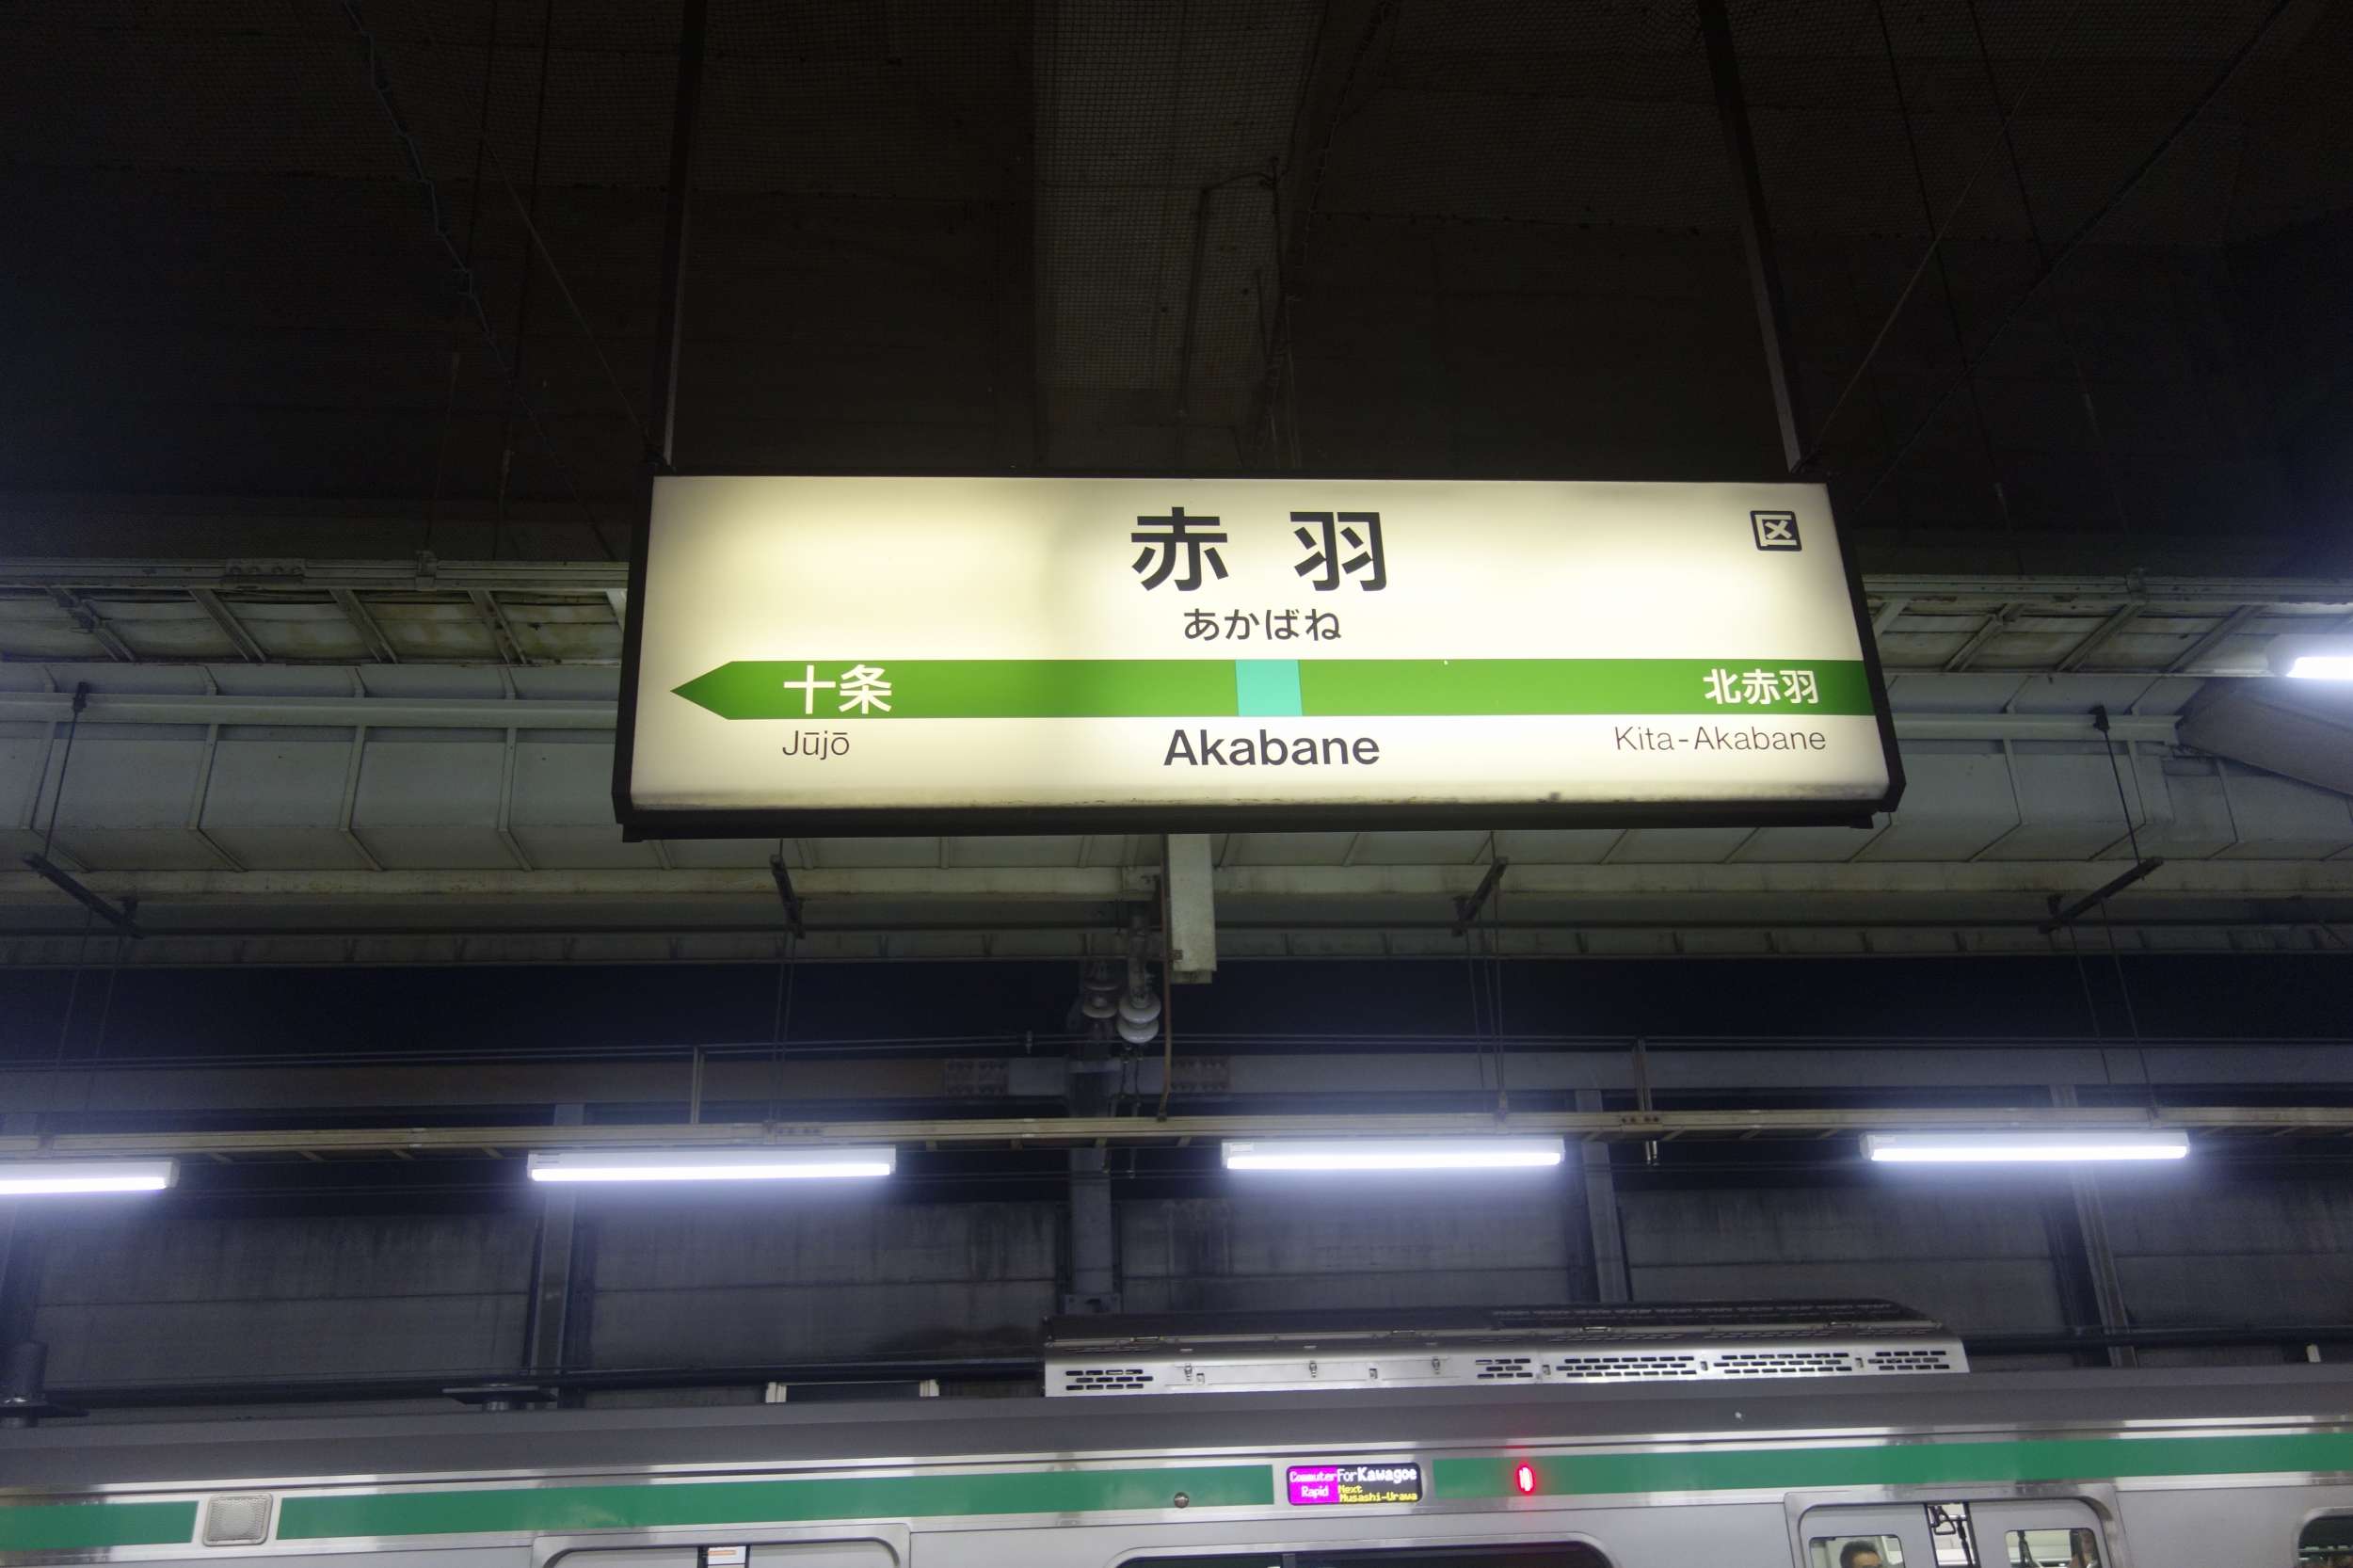 赤羽
区
あかばね
十条
北赤羽
Jūjō
Akabane
Kita-Akabane
Commuter Rapid
For Kawagoe
Next
Musashi-Urawa